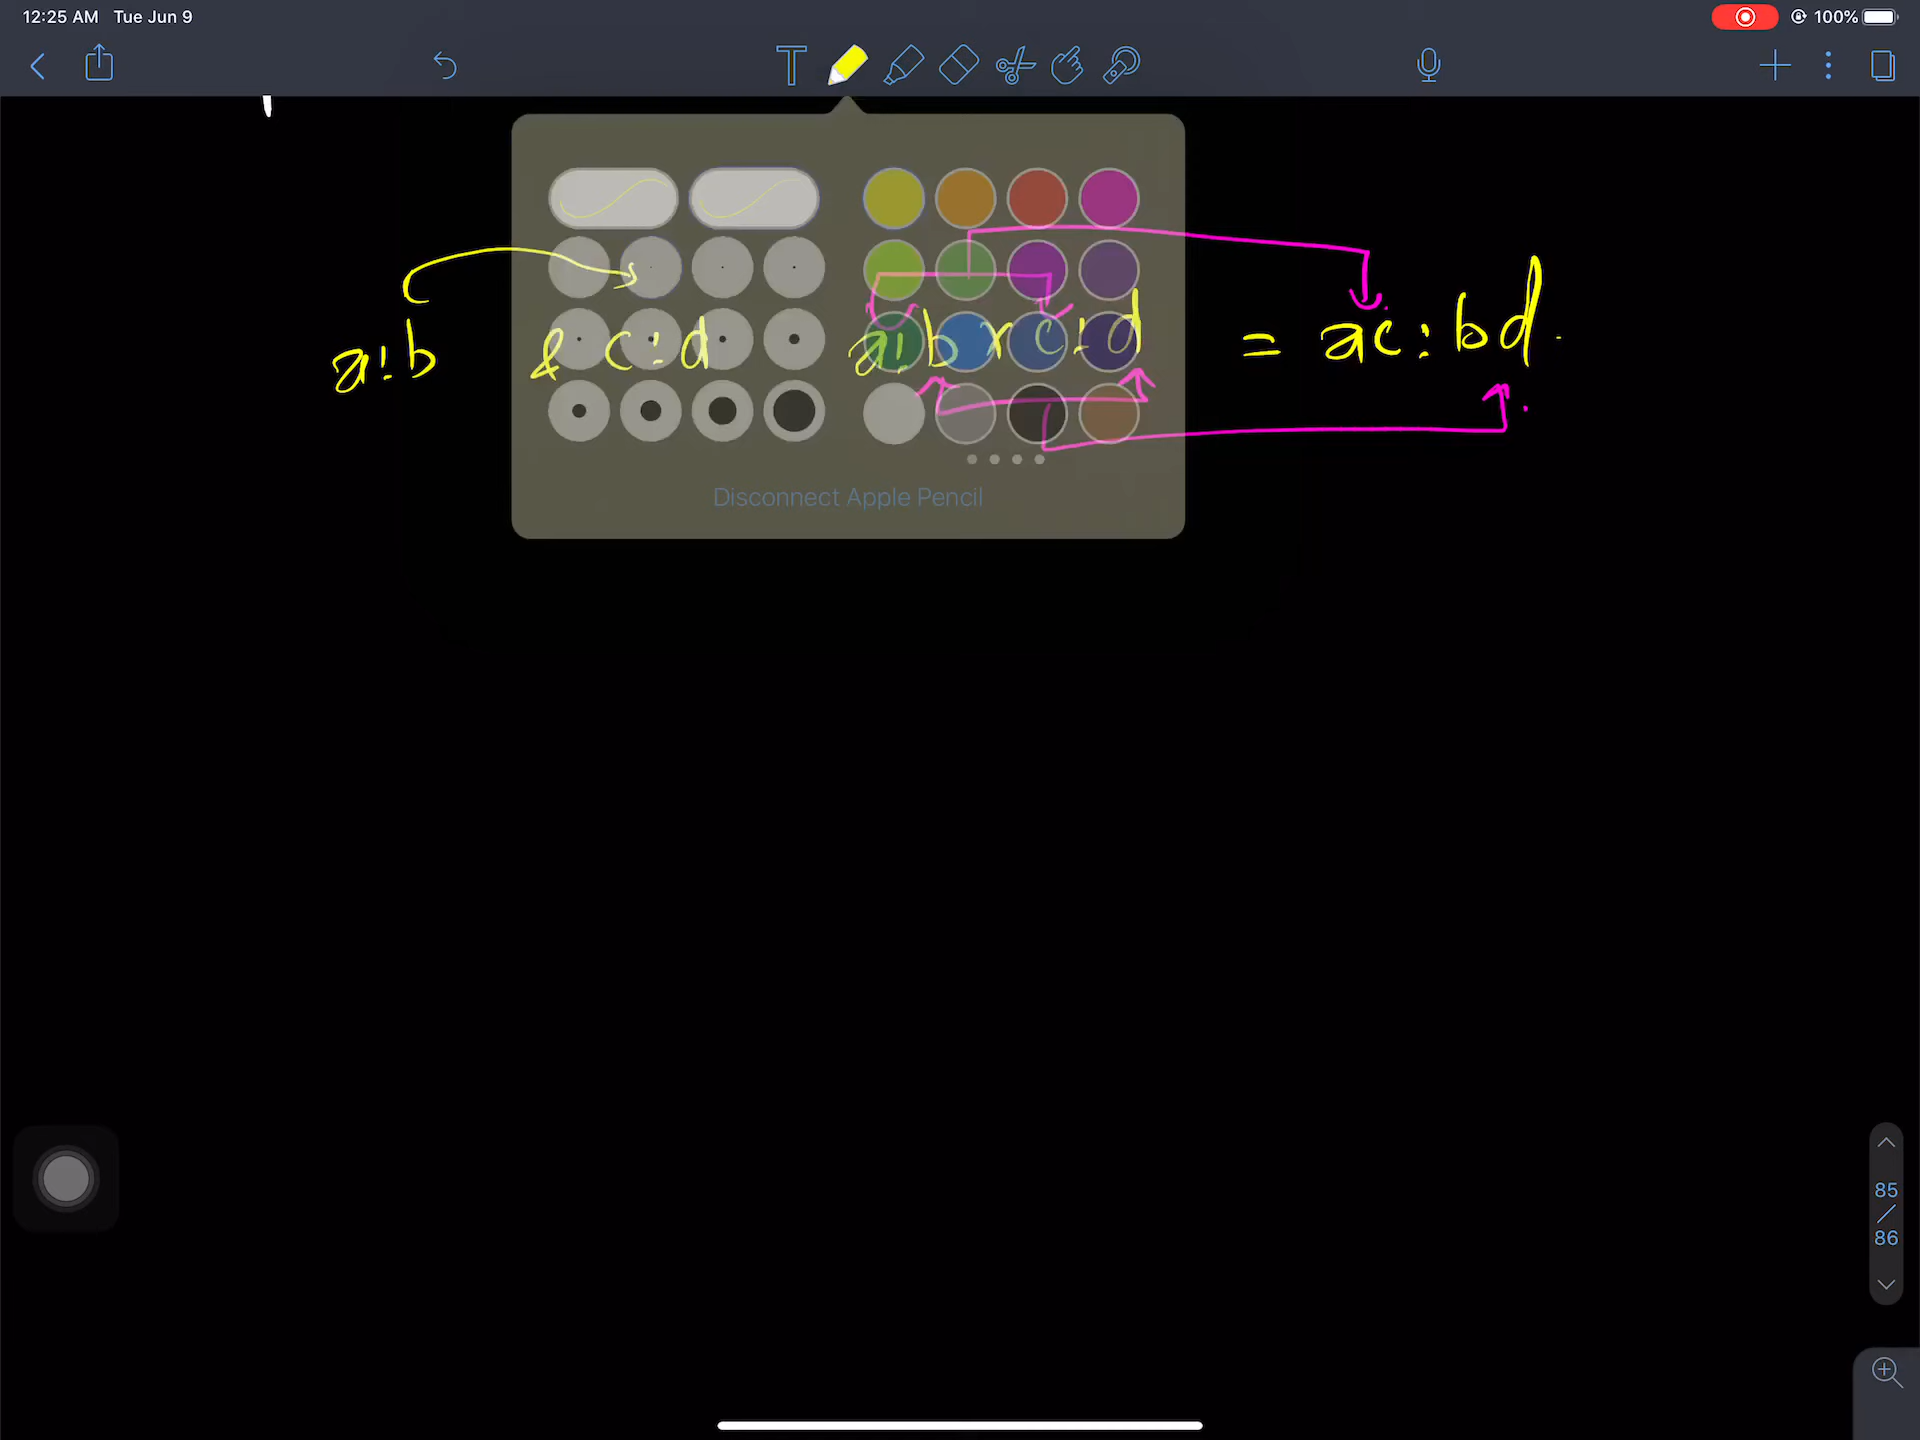 12:25 AM Tue Jun 9
100%
T
a:b & c:d a:b x c:d = ac:bd.
Disconnect Apple Pencil
85
/
86